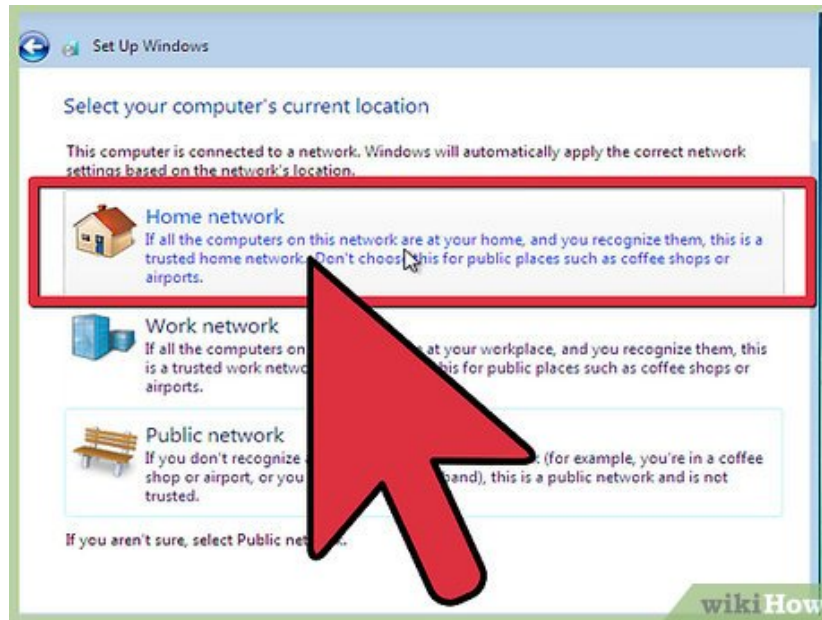 Set Up Windows
Select your computer's current location
This computer is connected to a network. Windows will automatically apply the correct network
settings based on the network's location.
Home network
If all the computers on this network are at your home, and you recognize them, this is a
trusted home network. Don't choose this for public places such as coffee shops or
airports.
Work network
If all the computers on at your workplace, and you recognize them, this
is a trusted work for public places such as coffee shops or
airports.
Public network
If you don't recognize (for example, you're in a coffee
shop or airport, or you this is a public network and is not
trusted.
If you aren't sure, select Public
wikiHow